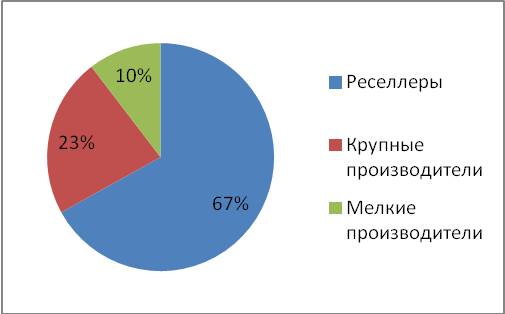 10%
23%
67%
Реселлеры
Крупные
производители
Мелкие
производители